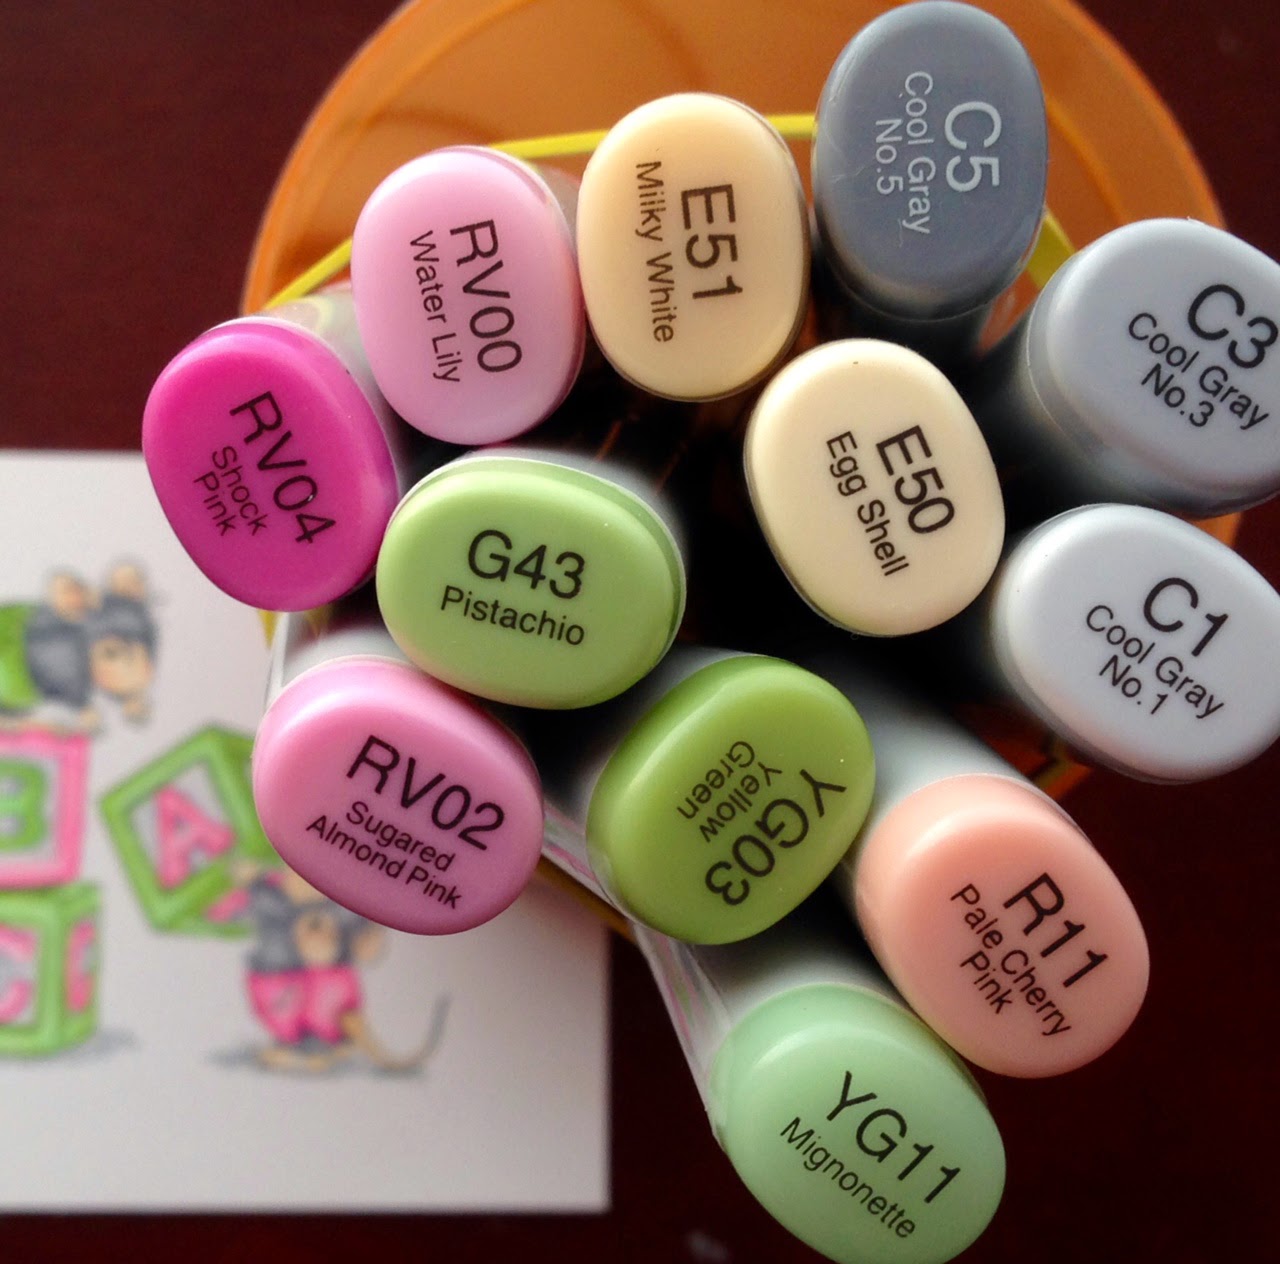 C5
Cool Gray
No.5
E51
Milky White
RV00
Water Lily
C3
Cool Gray
No.3
RV04
Shock
Pink
E50
Egg Shell
G43
Pistachio
C1
Cool Gray
No.1
RV02
Sugared
Almond Pink
YG03
Yellow
Green
R11
Pale Cherry
Pink
YG11
Mignonette
B
A
C